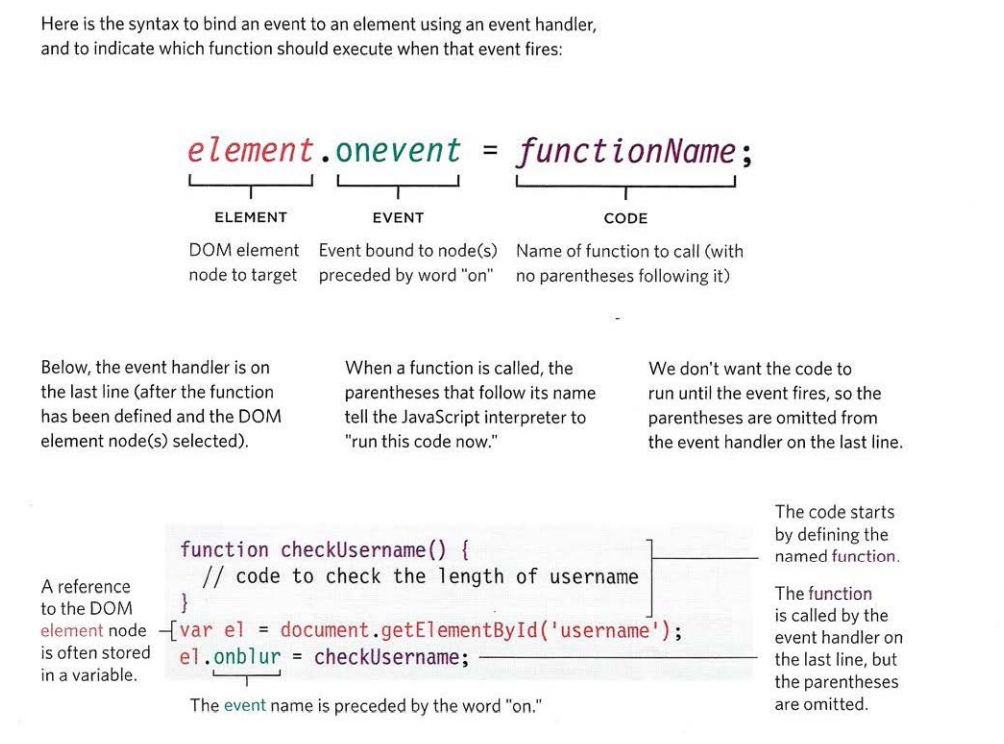 Here is the syntax to bind an event to an element using an event handler,
and to indicate which function should execute when that event fires:
element.onevent = functionName;
ELEMENT
DOM element
node to target
EVENT
Event bound to node(s)
preceded by word "on"
CODE
Name of function to call (with
no parentheses following it)
Below, the event handler is on
the last line (after the function
has been defined and the DOM
element node(s) selected).
When a function is called, the
parentheses that follow its name
tell the JavaScript interpreter to
"run this code now."
We don't want the code to
run until the event fires, so the
parentheses are omitted from
the event handler on the last line.
A reference
to the DOM
element node
is often stored
in a variable.
function checkUsername() {
// code to check the length of username
}
var el = document.getElementById('username');
el.onblur = checkUsername;
The event name is preceded by the word "on."
The code starts
by defining the
named function.
The function
is called by the
event handler on
the last line, but
the parentheses
are omitted.